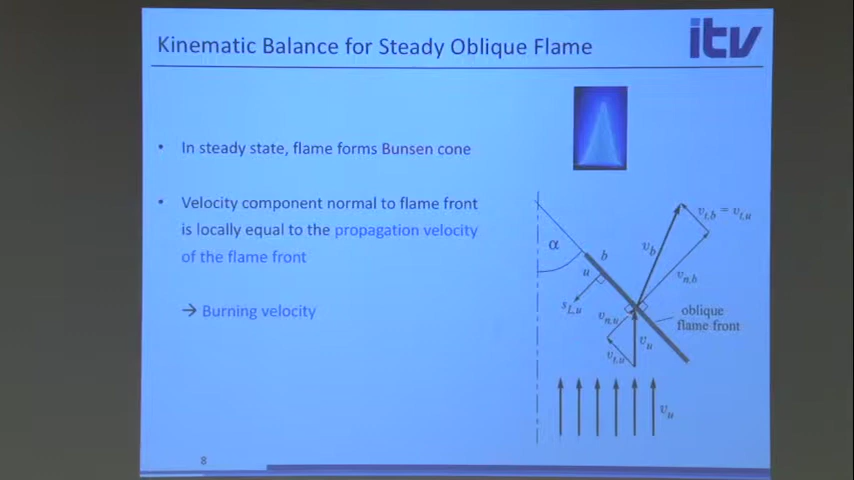 Kinematic Balance for Steady Oblique Flame
itv
• In steady state, flame forms Bunsen cone
• Velocity component normal to flame front
is locally equal to the propagation velocity
of the flame front
→ Burning velocity
v_t,b = v_t,u
α
b
v_b
u
v_n,b
s_L,u
v_n,u
oblique
flame front
v_u
v_t,u
v_u
8